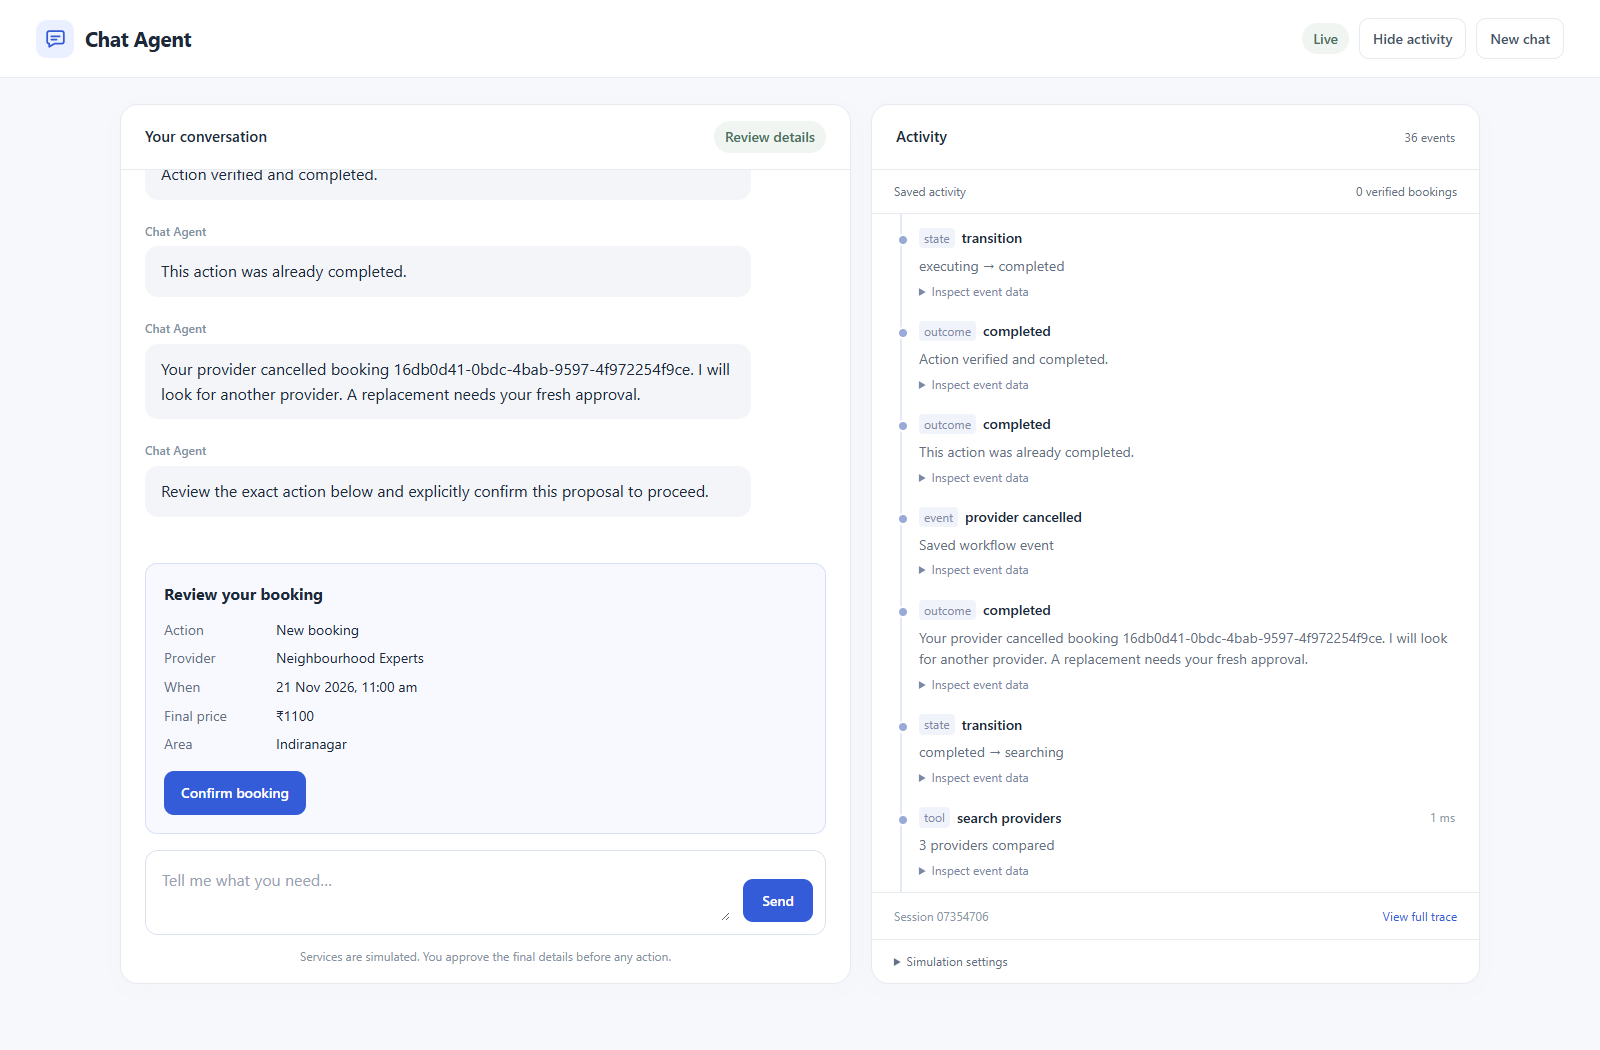 Chat Agent
Live
Hide activity
New chat
Your conversation
Review details
Action verified and completed.
Chat Agent
This action was already completed.
Chat Agent
Your provider cancelled booking 16db0d41-0bdc-4bab-9597-4f972254f9ce. I will
look for another provider. A replacement needs your fresh approval.
Chat Agent
Review the exact action below and explicitly confirm this proposal to proceed.
Review your booking
Action New booking
Provider Neighbourhood Experts
When 21 Nov 2026, 11:00 am
Final price ₹1100
Area Indiranagar
Confirm booking
Tell me what you need...
Send
Services are simulated. You approve the final details before any action.
Activity
36 events
Saved activity
0 verified bookings
state transition
executing → completed
Inspect event data
outcome completed
Action verified and completed.
Inspect event data
outcome completed
This action was already completed.
Inspect event data
event provider cancelled
Saved workflow event
Inspect event data
outcome completed
Your provider cancelled booking 16db0d41-0bdc-4bab-9597-4f972254f9ce. I will look
for another provider. A replacement needs your fresh approval.
Inspect event data
state transition
completed → searching
Inspect event data
tool search providers 1 ms
3 providers compared
Inspect event data
Session 07354706
View full trace
Simulation settings